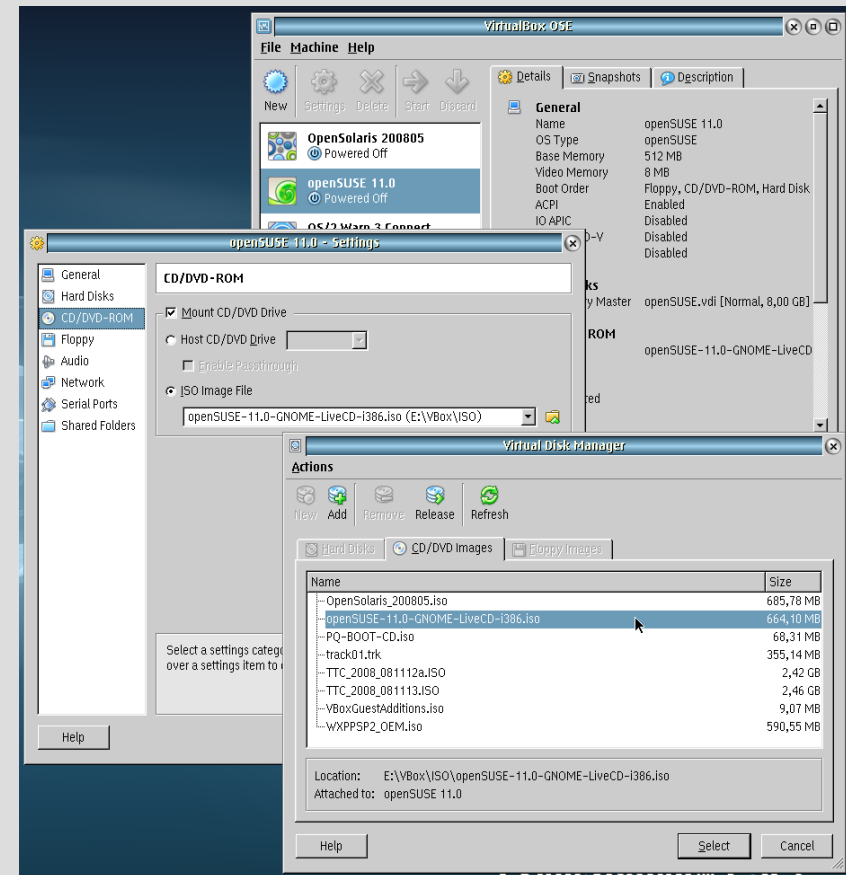 VirtualBox OSE
File Machine Help
New Settings Delete Start Discard
Details Snapshots Description
OpenSolaris 200805
Powered Off
openSUSE 11.0
Powered Off
OS/2 Warp 3 Connect
General
Name openSUSE 11.0
OS Type openSUSE
Base Memory 512 MB
Video Memory 8 MB
Boot Order Floppy, CD/DVD-ROM, Hard Disk
ACPI Enabled
IO APIC Disabled
D-V Disabled
Disabled
ks
y Master openSUSE.vdi [Normal, 8,00 GB]
ROM
openSUSE-11.0-GNOME-LiveCD
ted
openSUSE 11.0 - Settings
General
Hard Disks
CD/DVD-ROM
Floppy
Audio
Network
Serial Ports
Shared Folders
CD/DVD-ROM
Mount CD/DVD Drive
Host CD/DVD Drive
Enable Passthrough
ISO Image File
openSUSE-11.0-GNOME-LiveCD-i386.iso (E:\VBox\ISO)
Select a settings categ
over a settings item to
Help
Virtual Disk Manager
Actions
New Add Remove Release Refresh
Hard Disks CD/DVD Images Floppy Images
Name Size
OpenSolaris_200805.iso 685,78 MB
openSUSE-11.0-GNOME-LiveCD-i386.iso 664,10 MB
PQ-BOOT-CD.iso 68,31 MB
track01.trk 355,14 MB
TTC_2008_081112a.ISO 2,42 GB
TTC_2008_081113.ISO 2,46 GB
VBoxGuestAdditions.iso 9,07 MB
WXPPSP2_OEM.iso 590,55 MB
Location: E:\VBox\ISO\openSUSE-11.0-GNOME-LiveCD-i386.iso
Attached to: openSUSE 11.0
Help Select Cancel